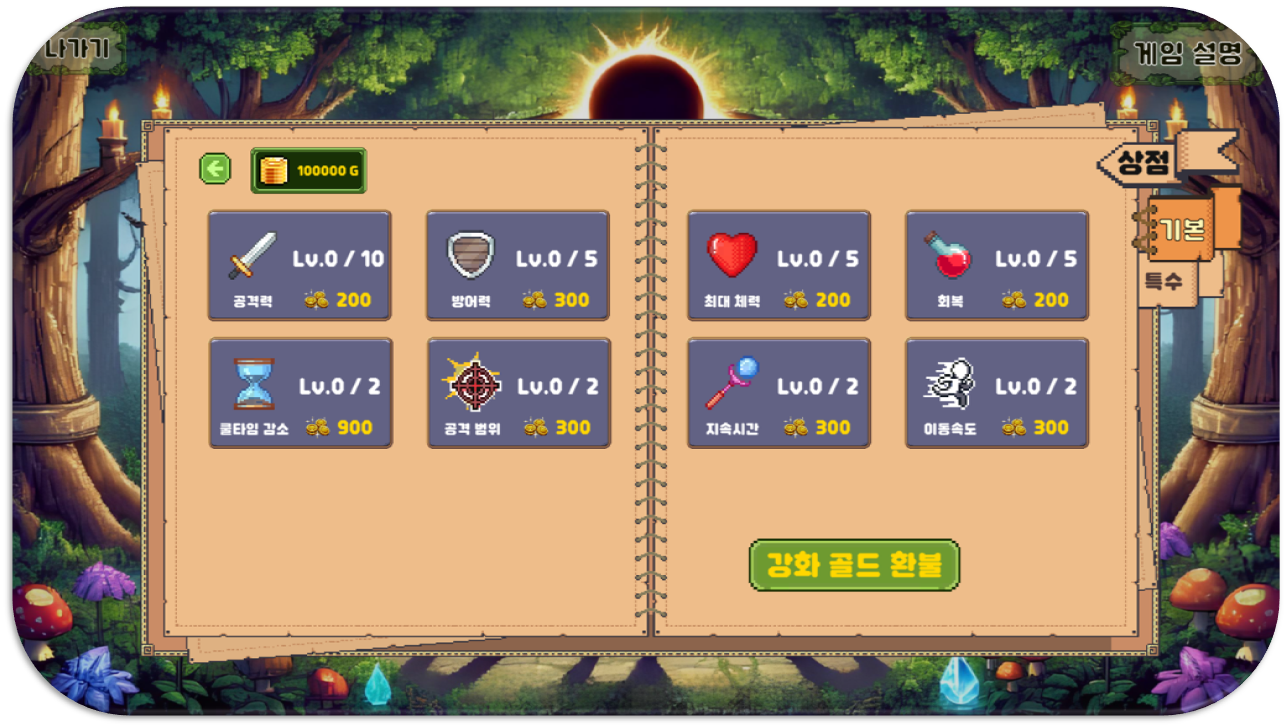 나가기
게임 설명
상점
기본
특수
100000 G
Lv.0 / 10
공격력 200
Lv.0 / 5
방어력 300
Lv.0 / 5
최대 체력 200
Lv.0 / 5
회복 200
Lv.0 / 2
쿨타임 감소 900
Lv.0 / 2
공격 범위 300
Lv.0 / 2
지속시간 300
Lv.0 / 2
이동속도 300
강화 골드 환불